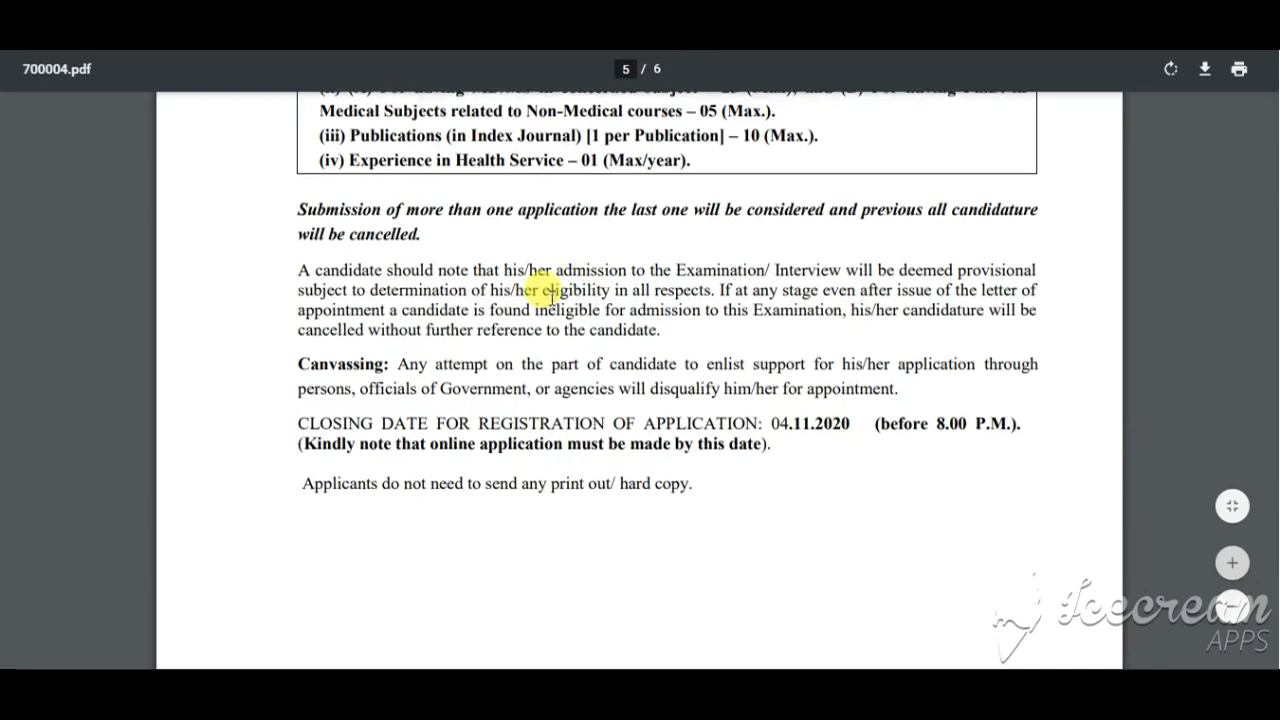 700004.pdf
5 / 6
Medical Subjects related to Non-Medical courses – 05 (Max.).
(iii) Publications (in Index Journal) [1 per Publication] – 10 (Max.).
(iv) Experience in Health Service – 01 (Max/year).
Submission of more than one application the last one will be considered and previous all candidature
will be cancelled.
A candidate should note that his/her admission to the Examination/ Interview will be deemed provisional
subject to determination of his/her eligibility in all respects. If at any stage even after issue of the letter of
appointment a candidate is found ineligible for admission to this Examination, his/her candidature will be
cancelled without further reference to the candidate.
Canvassing: Any attempt on the part of candidate to enlist support for his/her application through
persons, officials of Government, or agencies will disqualify him/her for appointment.
CLOSING DATE FOR REGISTRATION OF APPLICATION: 04.11.2020 (before 8.00 P.M.).
(Kindly note that online application must be made by this date).
Applicants do not need to send any print out/ hard copy.
Icecream
APPS